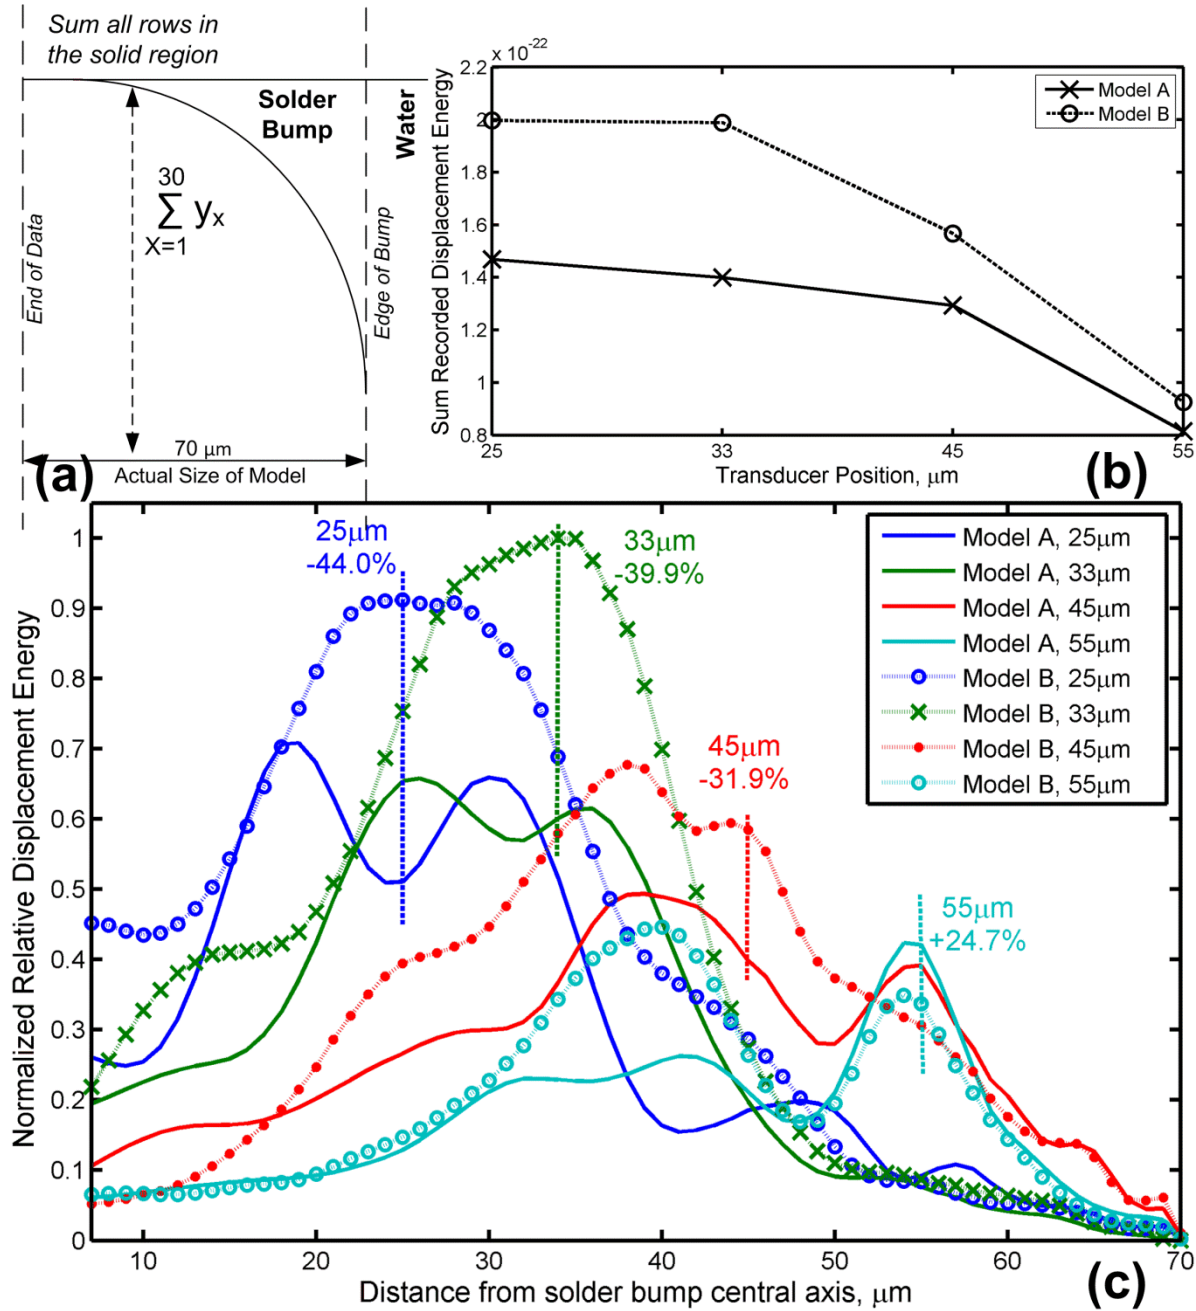 Sum all rows in
the solid region
Solder
Bump
Water
30
∑ yₓ
X=1
End of Data
Edge of Bump
70 μm
Actual Size of Model
(a)
x 10⁻²²
2.2
2
1.8
1.6
1.4
1.2
1
0.8
Sum Recorded Displacement Energy
Model A
Model B
25
33
45
55
Transducer Position, μm
(b)
25μm
-44.0%
33μm
-39.9%
45μm
-31.9%
55μm
+24.7%
Model A, 25μm
Model A, 33μm
Model A, 45μm
Model A, 55μm
Model B, 25μm
Model B, 33μm
Model B, 45μm
Model B, 55μm
1
0.9
0.8
0.7
0.6
0.5
0.4
0.3
0.2
0.1
0
Normalized Relative Displacement Energy
10
20
30
40
50
60
70
Distance from solder bump central axis, μm
(c)